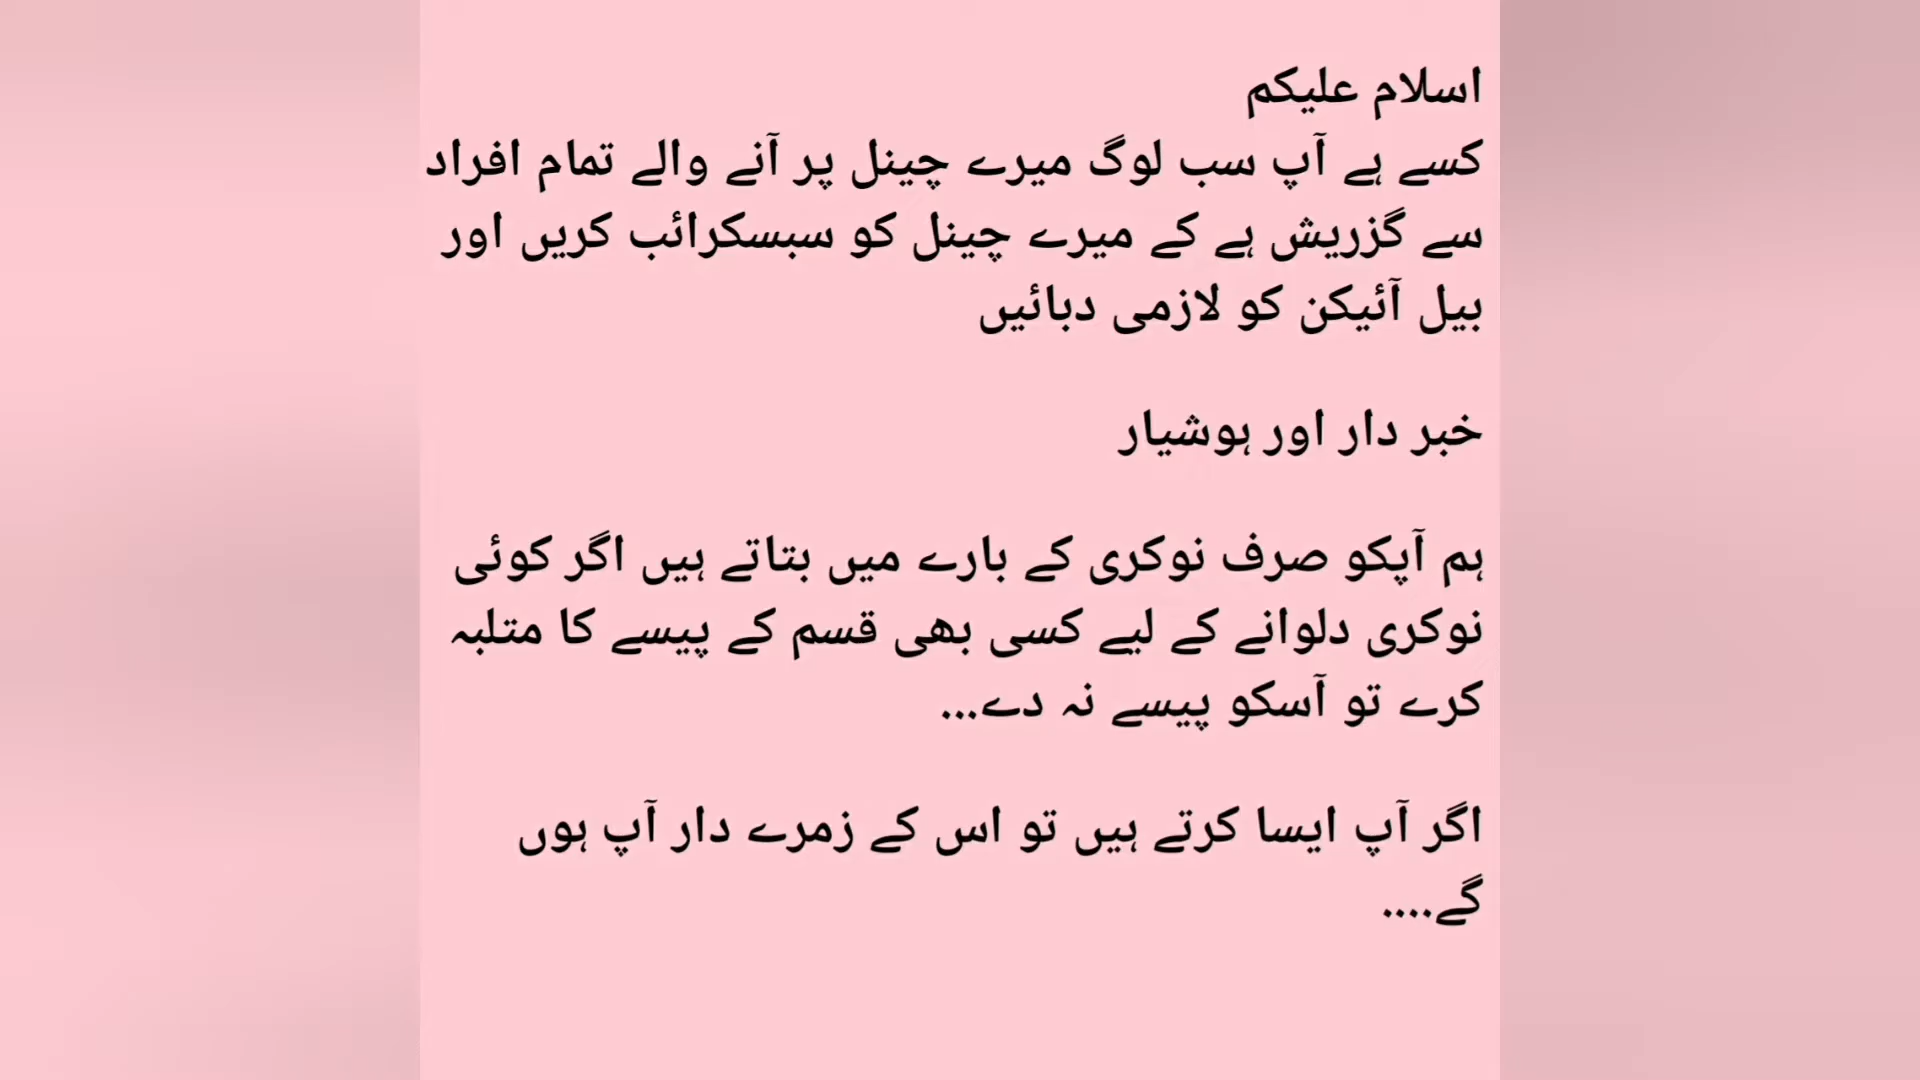 اسلام علیکم
کسے ہے آپ سب لوگ میرے چینل پر آنے والے تمام افراد
سے گزریش ہے کے میرے چینل کو سبسکرائب کریں اور
بیل آئیکن کو لازمی دبائیں
خبر دار اور ہوشیار
ہم آپکو صرف نوکری کے بارے میں بتاتے ہیں اگر کوئی
نوکری دلوانے کے لیے کسی بھی قسم کے پیسے کا متلبہ
کرے تو آسکو پیسے نہ دے...
اگر آپ ایسا کرتے ہیں تو اس کے زمرے دار آپ ہوں
گے....